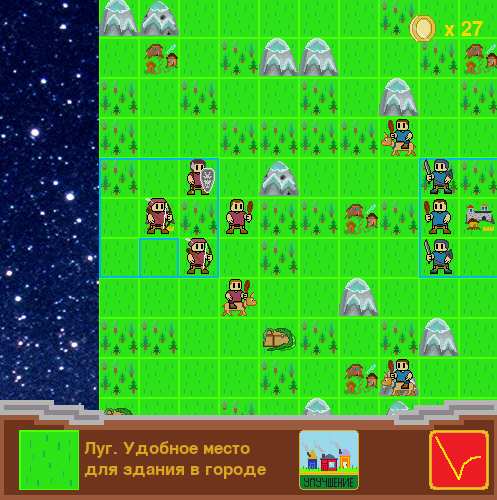 x 27
Луг. Удобное место
для здания в городе
УЛУЧШЕНИЕ